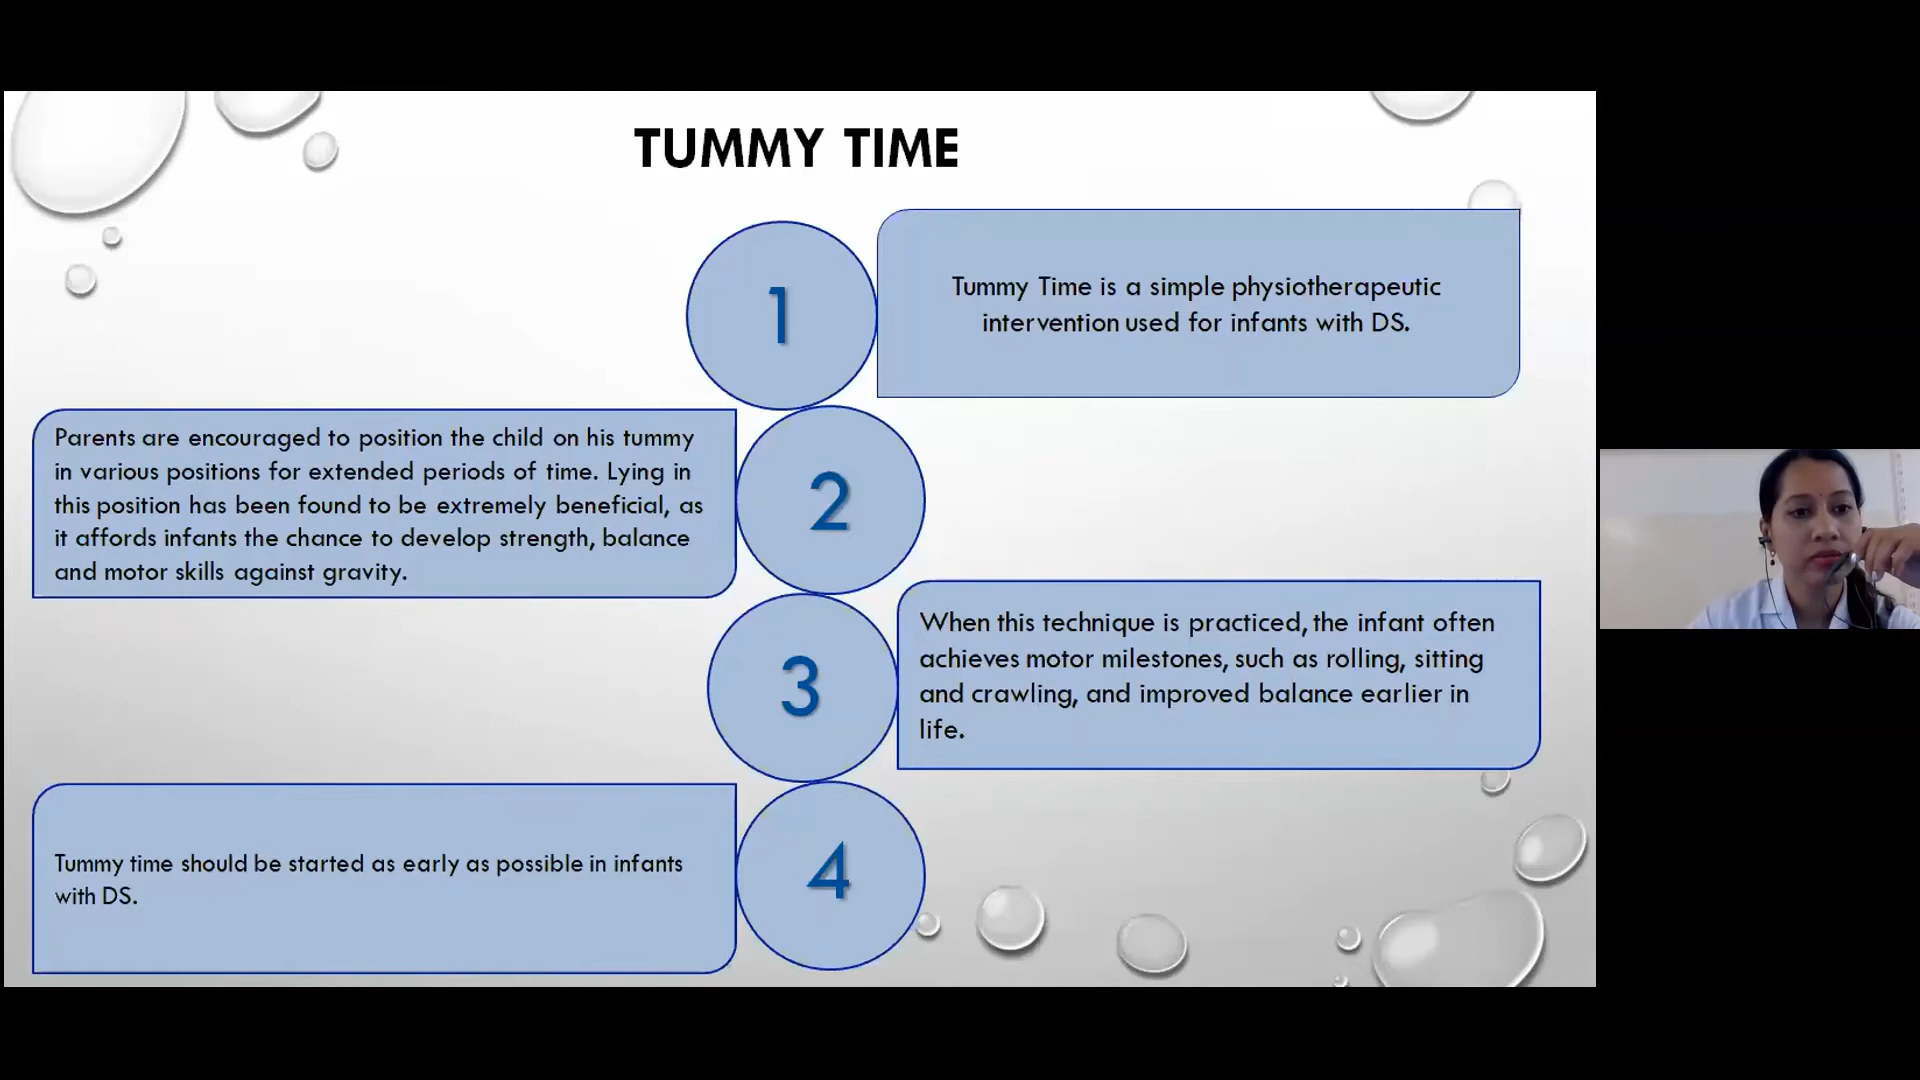 TUMMY TIME
1
Tummy Time is a simple physiotherapeutic
intervention used for infants with DS.
2
Parents are encouraged to position the child on his tummy
in various positions for extended periods of time. Lying in
this position has been found to be extremely beneficial, as
it affords infants the chance to develop strength, balance
and motor skills against gravity.
3
When this technique is practiced, the infant often
achieves motor milestones, such as rolling, sitting
and crawling, and improved balance earlier in
life.
4
Tummy time should be started as early as possible in infants
with DS.